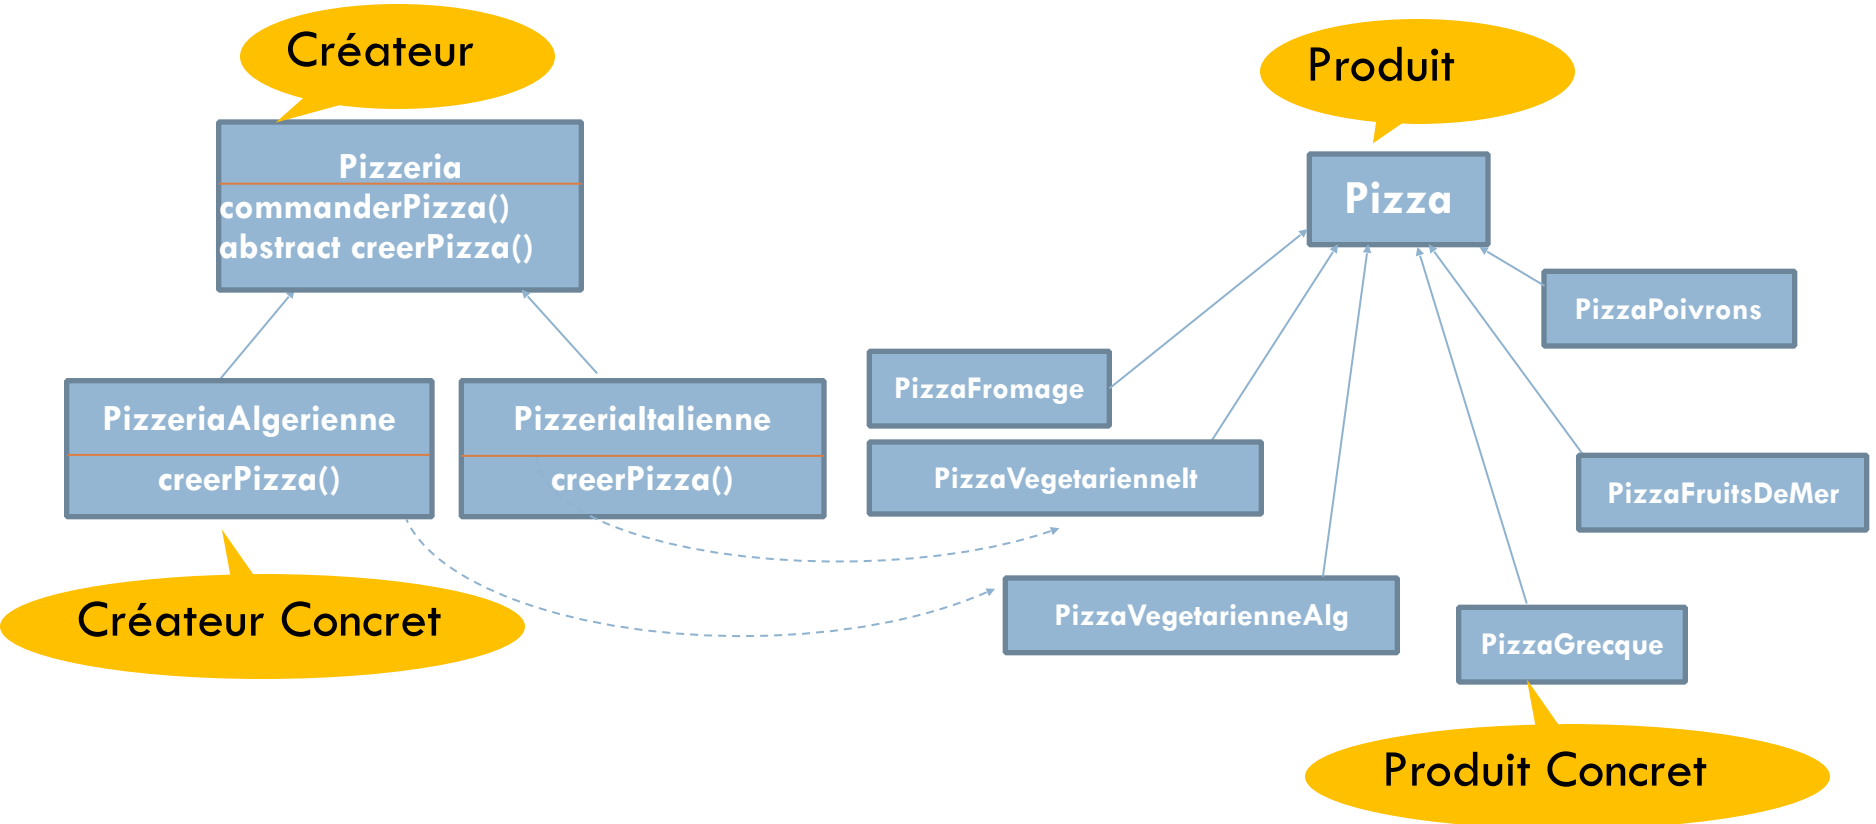 Créateur
Produit
Pizzeria
commanderPizza()
abstract creerPizza()
Pizza
PizzaPoivrons
PizzaFromage
PizzeriaAlgerienne
creerPizza()
PizzeriaItalienne
creerPizza()
PizzaVegetarienneIt
PizzaFruitsDeMer
PizzaVegetarienneAlg
PizzaGrecque
Créateur Concret
Produit Concret